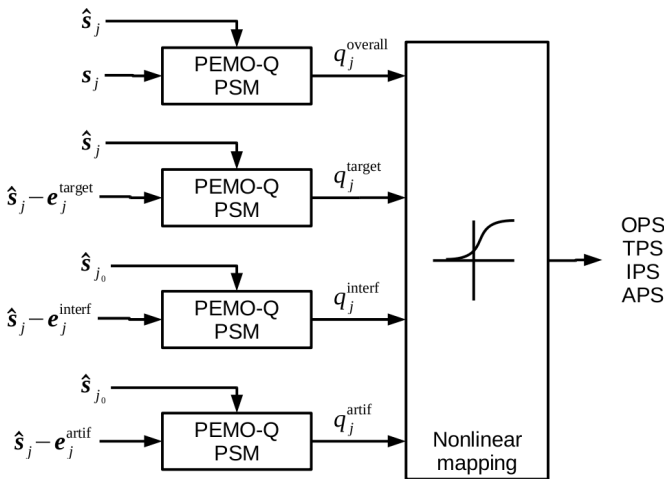 ŝ_j
s_j
PEMO-Q
PSM
q_j^overall
ŝ_j
ŝ_j − e_j^target
PEMO-Q
PSM
q_j^target
ŝ_j₀
ŝ_j − e_j^interf
PEMO-Q
PSM
q_j^interf
ŝ_j₀
ŝ_j − e_j^artif
PEMO-Q
PSM
q_j^artif
Nonlinear
mapping
OPS
TPS
IPS
APS